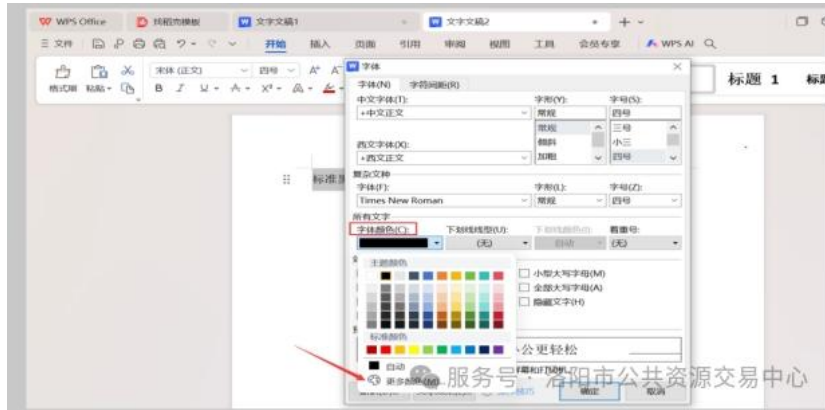 WPS Office 找稻壳模板 文字文稿1 文字文稿2
文件 开始 插入 页面 引用 审阅 视图 工具 会员专享 WPS AI
格式刷 粘贴 宋体 (正文) 四号 标题 1
字体
字体(N) 字符间距(R)
中文字体(T): 字形(Y): 字号(S):
+中文正文 常规 四号
常规 三号
倾斜 小三
加粗 四号
西文字体(X):
+西文正文
复杂文种
字体(F): 字形(L): 字号(Z):
Times New Roman 常规 四号
所有文字
字体颜色(C): 下划线线型(U): 下划线颜色(I): 着重号:
(无) 自动 (无)
主题颜色
小型大写字母(M)
全部大写字母(A)
隐藏文字(H)
标准颜色
公更轻松
自动
更多颜色(M)...
服务号 · 洛阳市公共资源交易中心
确定 取消
标准